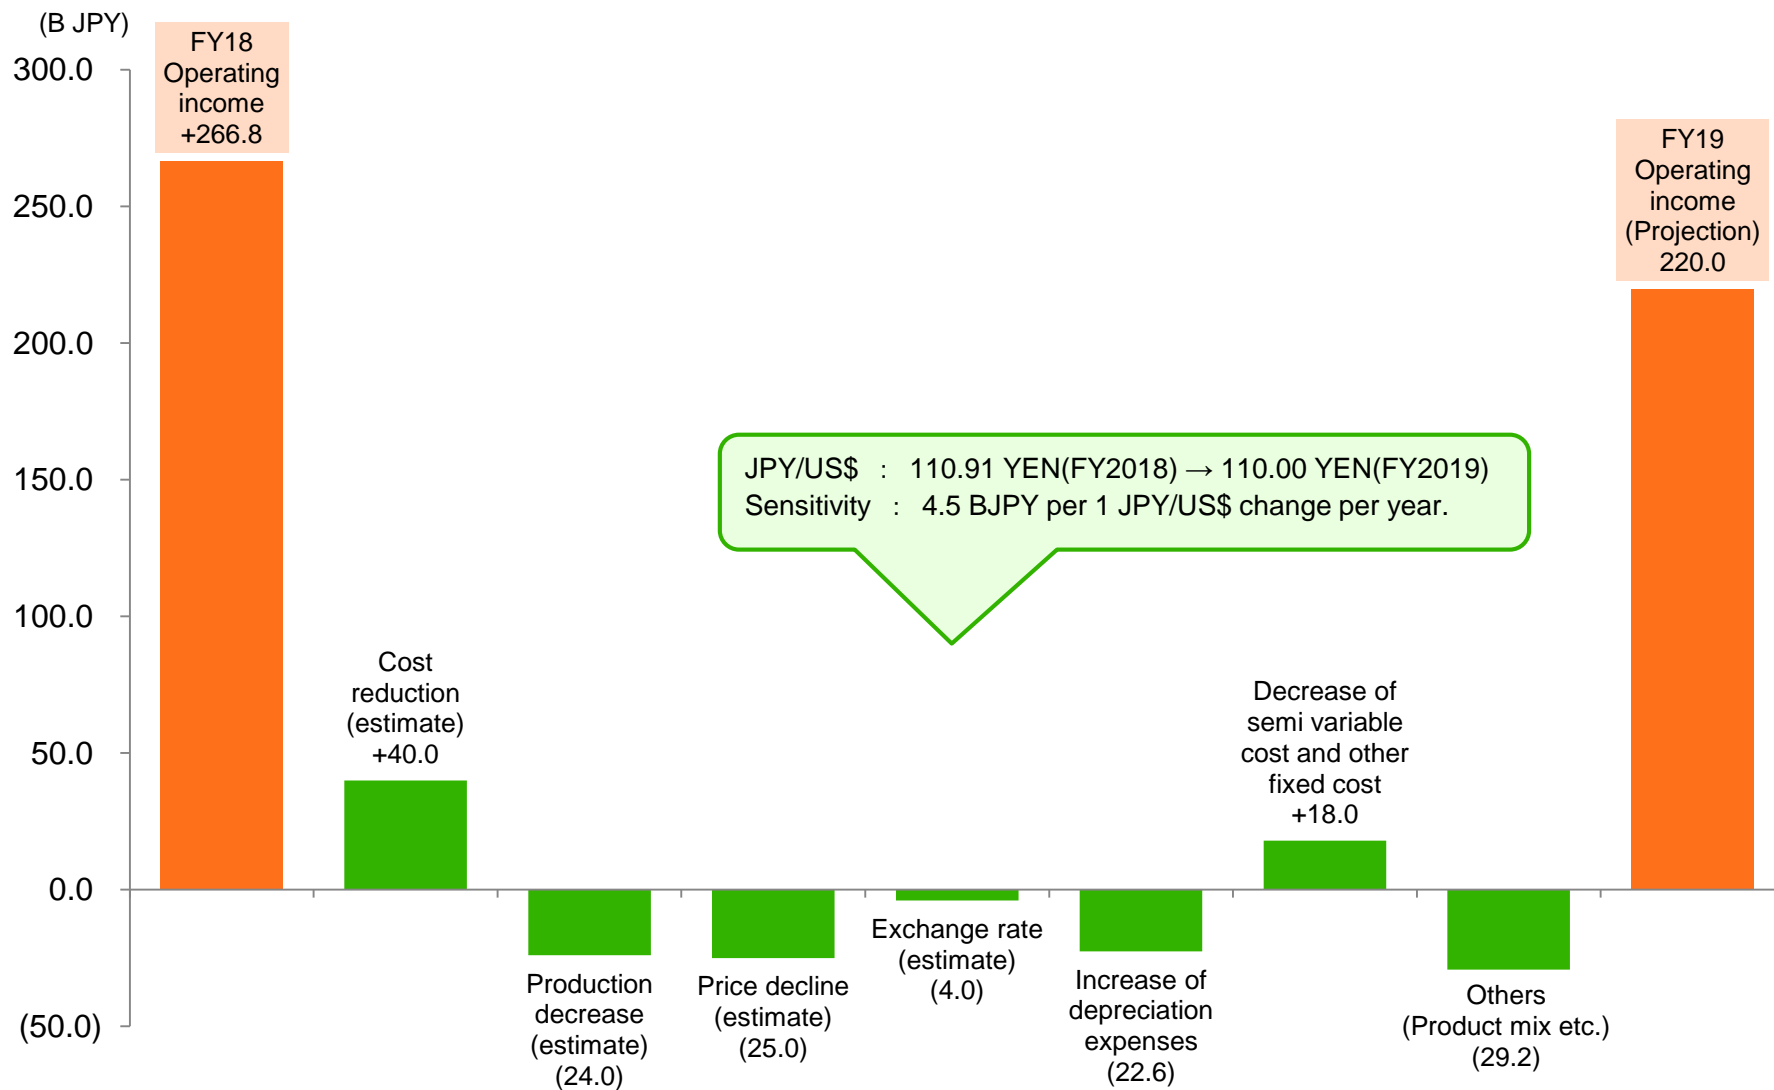 (B JPY)
300.0
250.0
200.0
150.0
100.0
50.0
0.0
(50.0)
FY18
Operating
income
+266.8
Cost
reduction
(estimate)
+40.0
Production
decrease
(estimate)
(24.0)
Price decline
(estimate)
(25.0)
JPY/US$ : 110.91 YEN(FY2018) → 110.00 YEN(FY2019)
Sensitivity : 4.5 BJPY per 1 JPY/US$ change per year.
Exchange rate
(estimate)
(4.0)
Increase of
depreciation
expenses
(22.6)
Decrease of
semi variable
cost and other
fixed cost
+18.0
Others
(Product mix etc.)
(29.2)
FY19
Operating
income
(Projection)
220.0